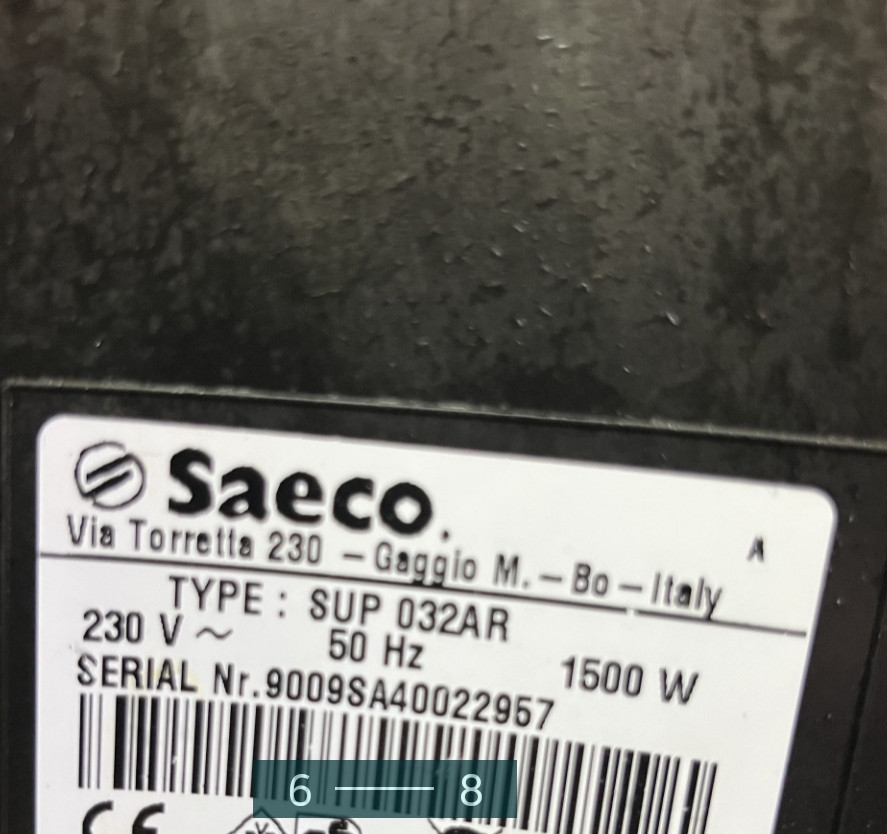 Saeco.
Via Torretta 230 – Gaggio M. – Bo – Italy
A
TYPE : SUP 032AR
230 V ~ 50 Hz 1500 W
SERIAL Nr.9009SA40022957
CE
6 — 8